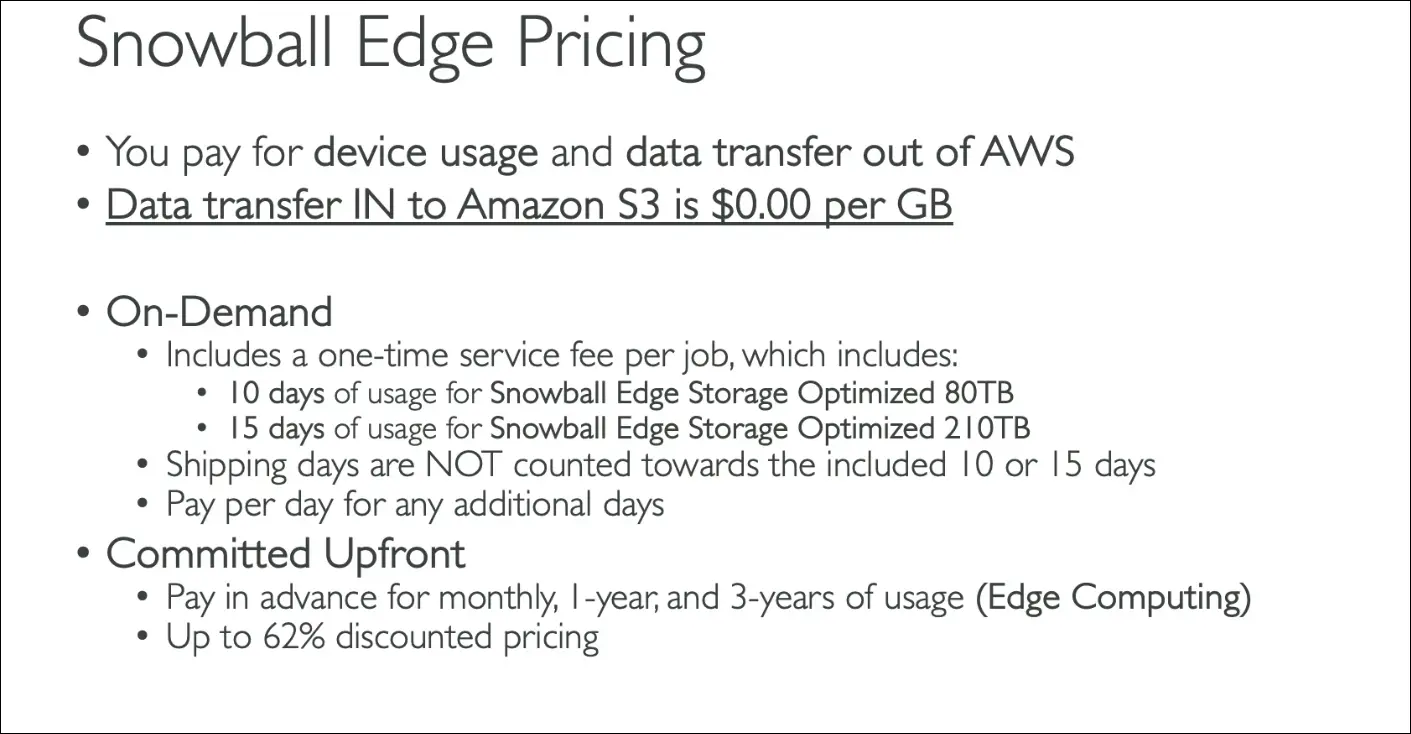 Snowball Edge Pricing
• You pay for device usage and data transfer out of AWS
• Data transfer IN to Amazon S3 is $0.00 per GB
• On-Demand
• Includes a one-time service fee per job, which includes:
• 10 days of usage for Snowball Edge Storage Optimized 80TB
• 15 days of usage for Snowball Edge Storage Optimized 210TB
• Shipping days are NOT counted towards the included 10 or 15 days
• Pay per day for any additional days
• Committed Upfront
• Pay in advance for monthly, 1-year, and 3-years of usage (Edge Computing)
• Up to 62% discounted pricing